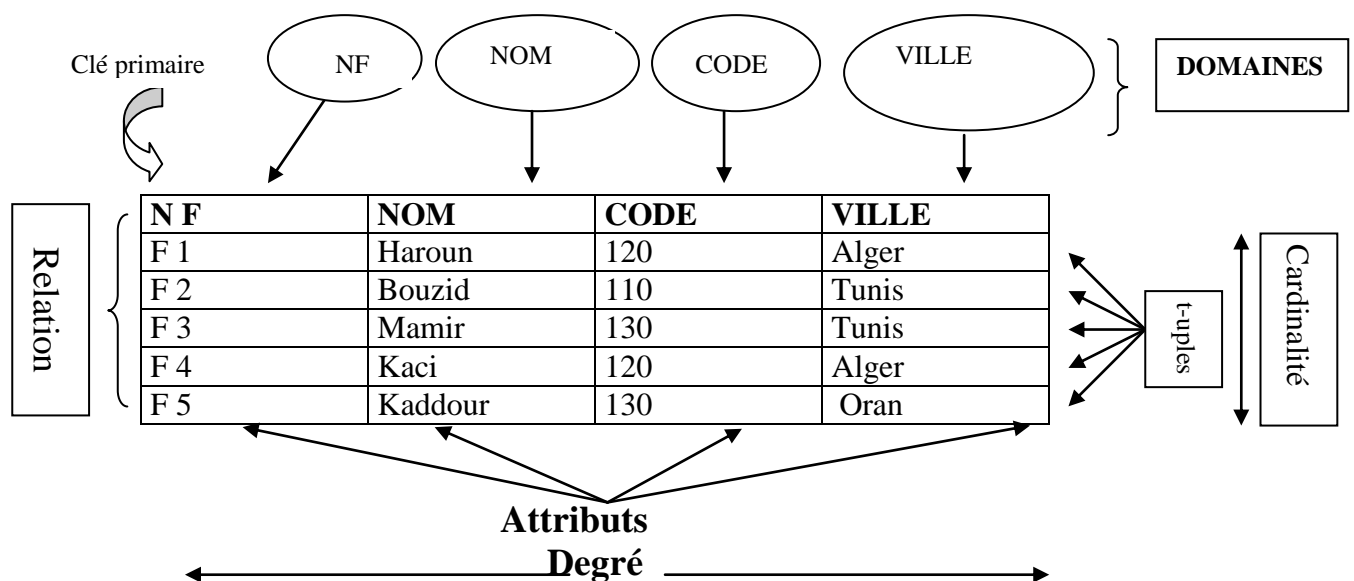 NF NOM CODE VILLE DOMAINES
Clé primaire
N F NOM CODE VILLE
F 1 Haroun 120 Alger
F 2 Bouzid 110 Tunis
F 3 Mamir 130 Tunis
F 4 Kaci 120 Alger
F 5 Kaddour 130 Oran
Relation
t-uples
Cardinalité
Attributs
Degré